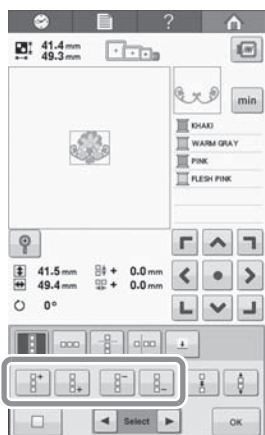 ?
41.4 mm
49.3 mm
min
KHAKI
WARM GRAY
PINK
FLESH PINK
41.5 mm + 0.0 mm
49.4 mm + 0.0 mm
0°
Select
OK